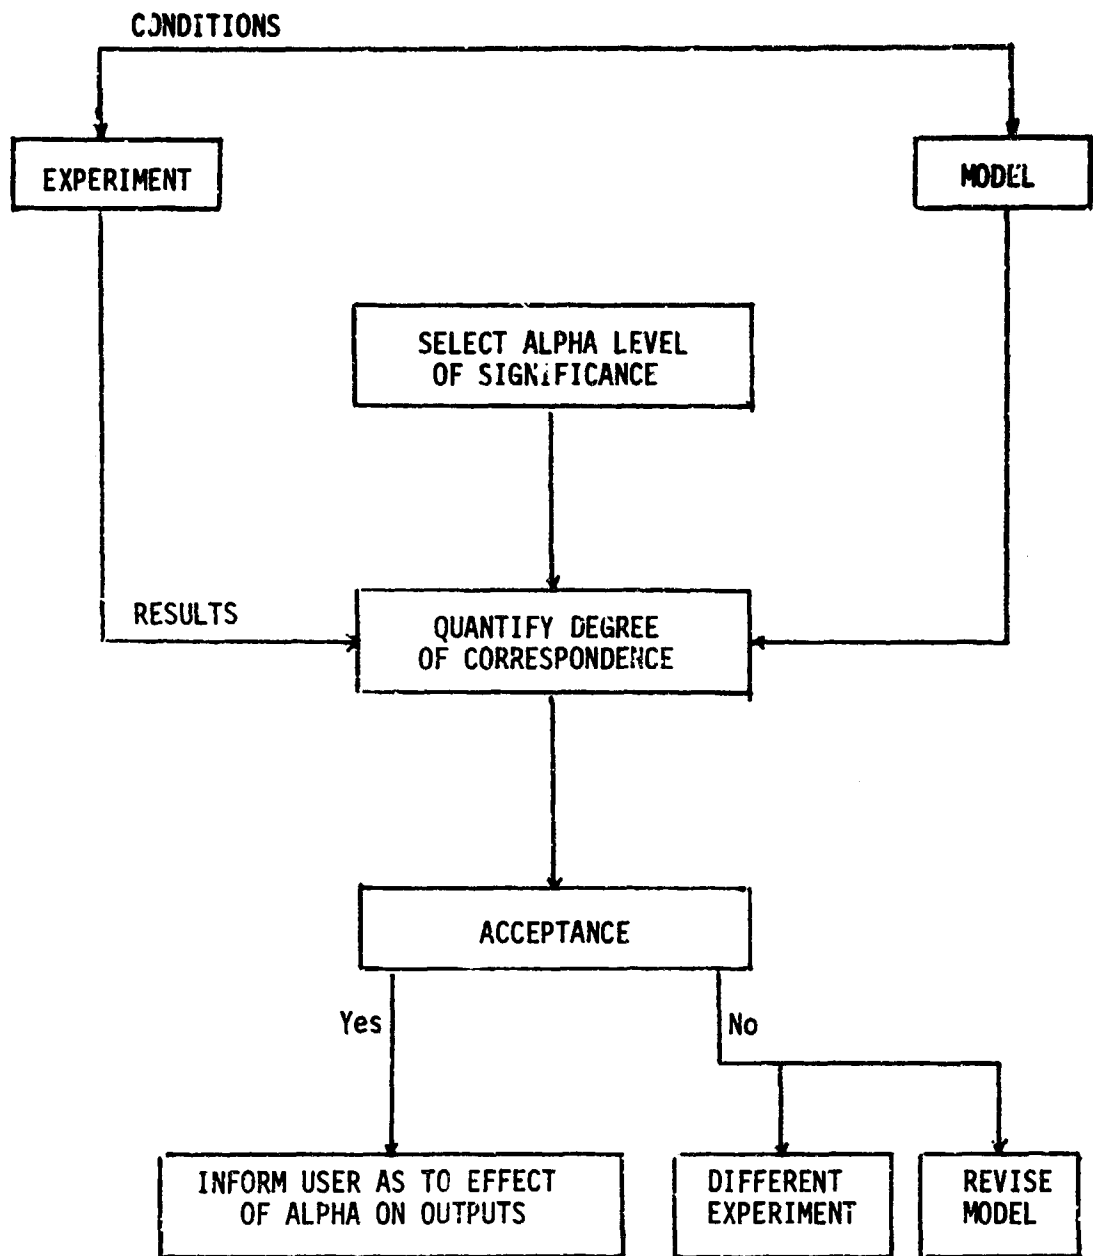 CONDITIONS
EXPERIMENT
MODEL
SELECT ALPHA LEVEL
OF SIGNIFICANCE
RESULTS
QUANTIFY DEGREE
OF CORRESPONDENCE
ACCEPTANCE
Yes
No
INFORM USER AS TO EFFECT
OF ALPHA ON OUTPUTS
DIFFERENT
EXPERIMENT
REVISE
MODEL